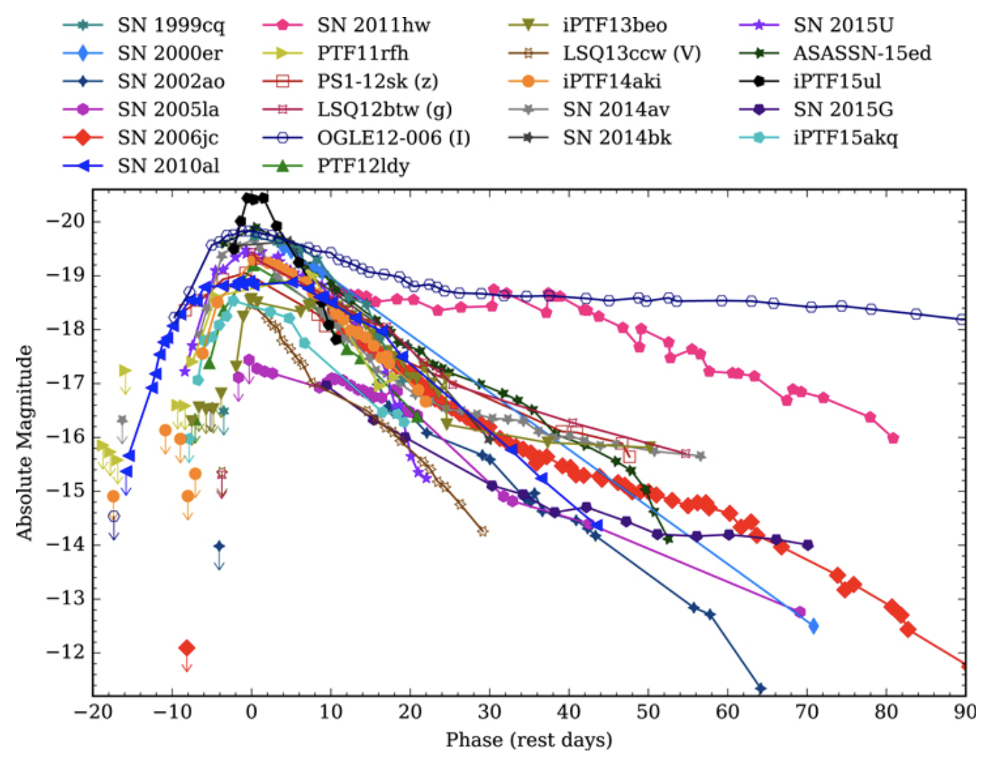 SN 1999cq SN 2011hw iPTF13beo SN 2015U
SN 2000er PTF11rfh LSQ13ccw (V) ASASSN-15ed
SN 2002ao PS1-12sk (z) iPTF14aki iPTF15ul
SN 2005la LSQ12btw (g) SN 2014av SN 2015G
SN 2006jc OGLE12-006 (I) SN 2014bk iPTF15akq
SN 2010al PTF12ldy
−20
−19
−18
−17
−16
−15
−14
−13
−12
Absolute Magnitude
−20 −10 0 10 20 30 40 50 60 70 80 90
Phase (rest days)